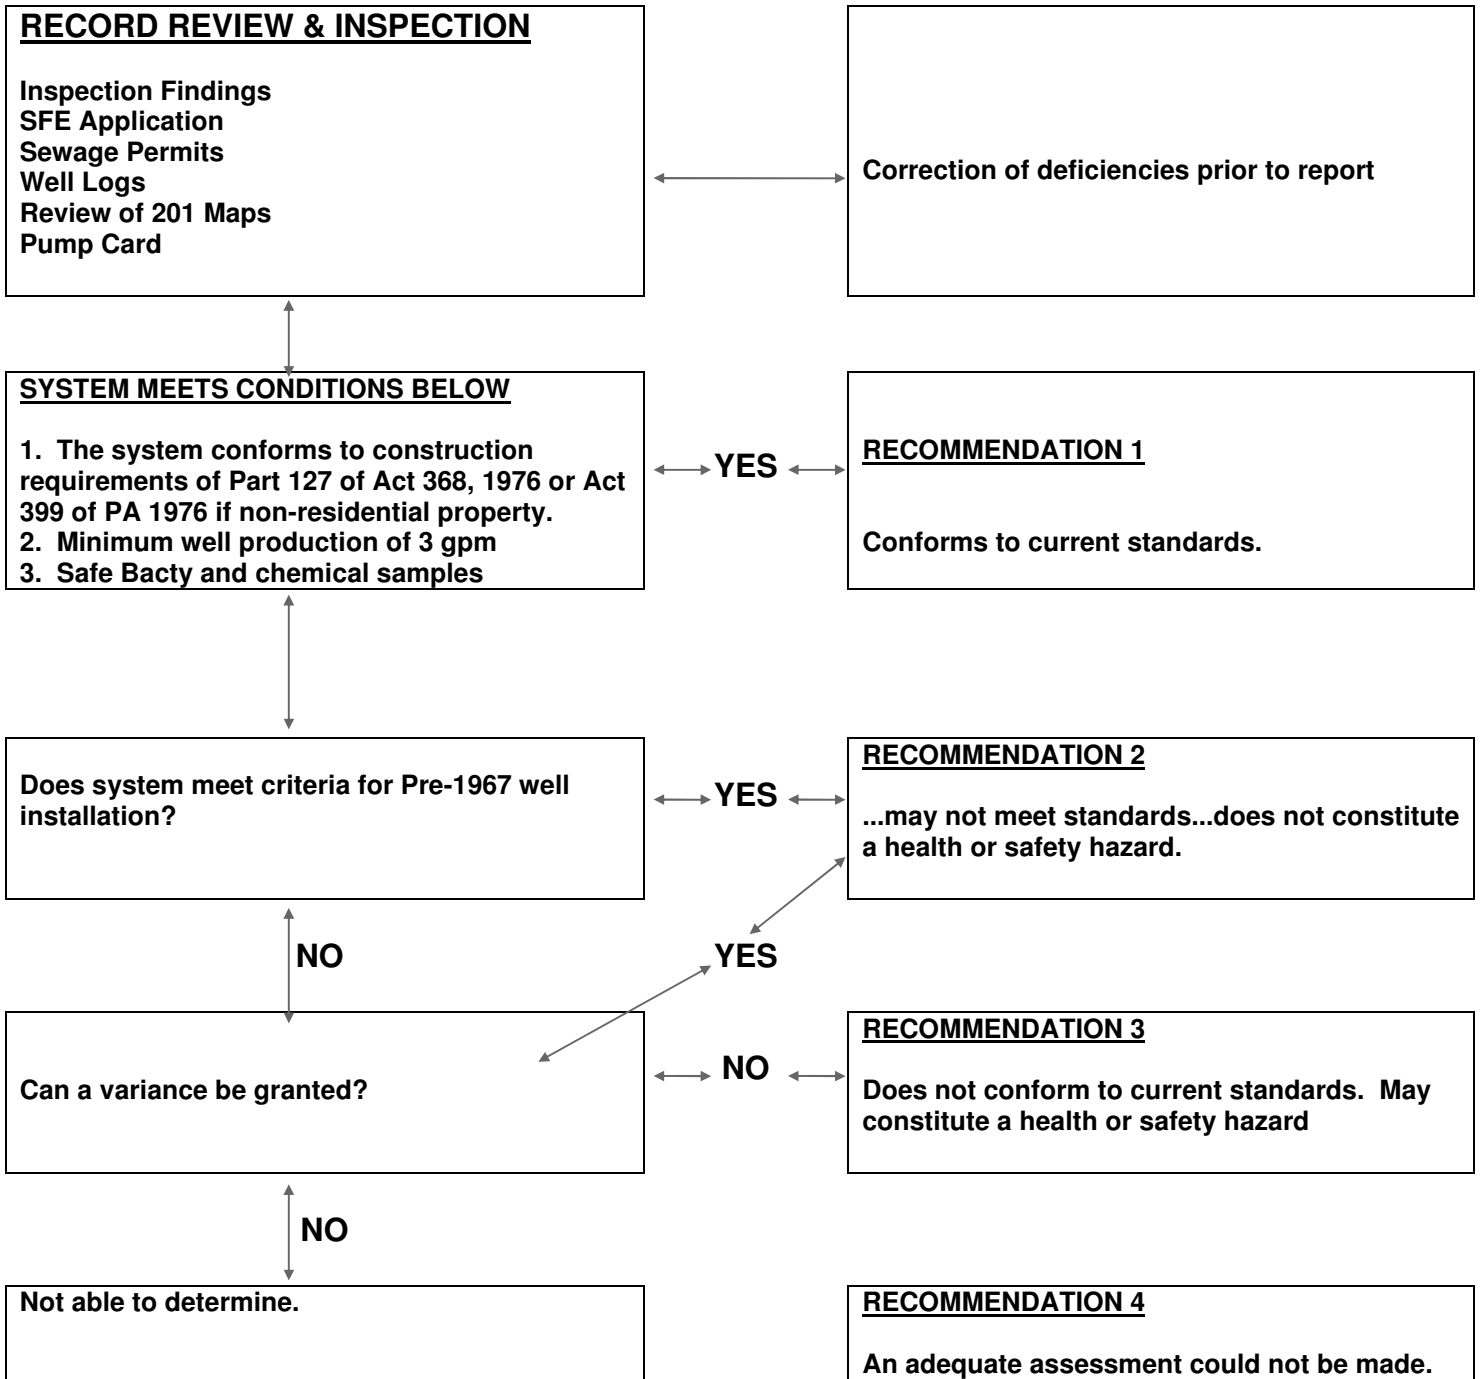 RECORD REVIEW & INSPECTION
Inspection Findings
SFE Application
Sewage Permits
Well Logs
Review of 201 Maps
Pump Card
Correction of deficiencies prior to report
SYSTEM MEETS CONDITIONS BELOW
1. The system conforms to construction
requirements of Part 127 of Act 368, 1976 or Act
399 of PA 1976 if non-residential property.
2. Minimum well production of 3 gpm
3. Safe Bacty and chemical samples
YES
RECOMMENDATION 1
Conforms to current standards.
Does system meet criteria for Pre-1967 well
installation?
YES
RECOMMENDATION 2
...may not meet standards...does not constitute
a health or safety hazard.
NO
YES
Can a variance be granted?
NO
RECOMMENDATION 3
Does not conform to current standards. May
constitute a health or safety hazard
NO
Not able to determine.
RECOMMENDATION 4
An adequate assessment could not be made.